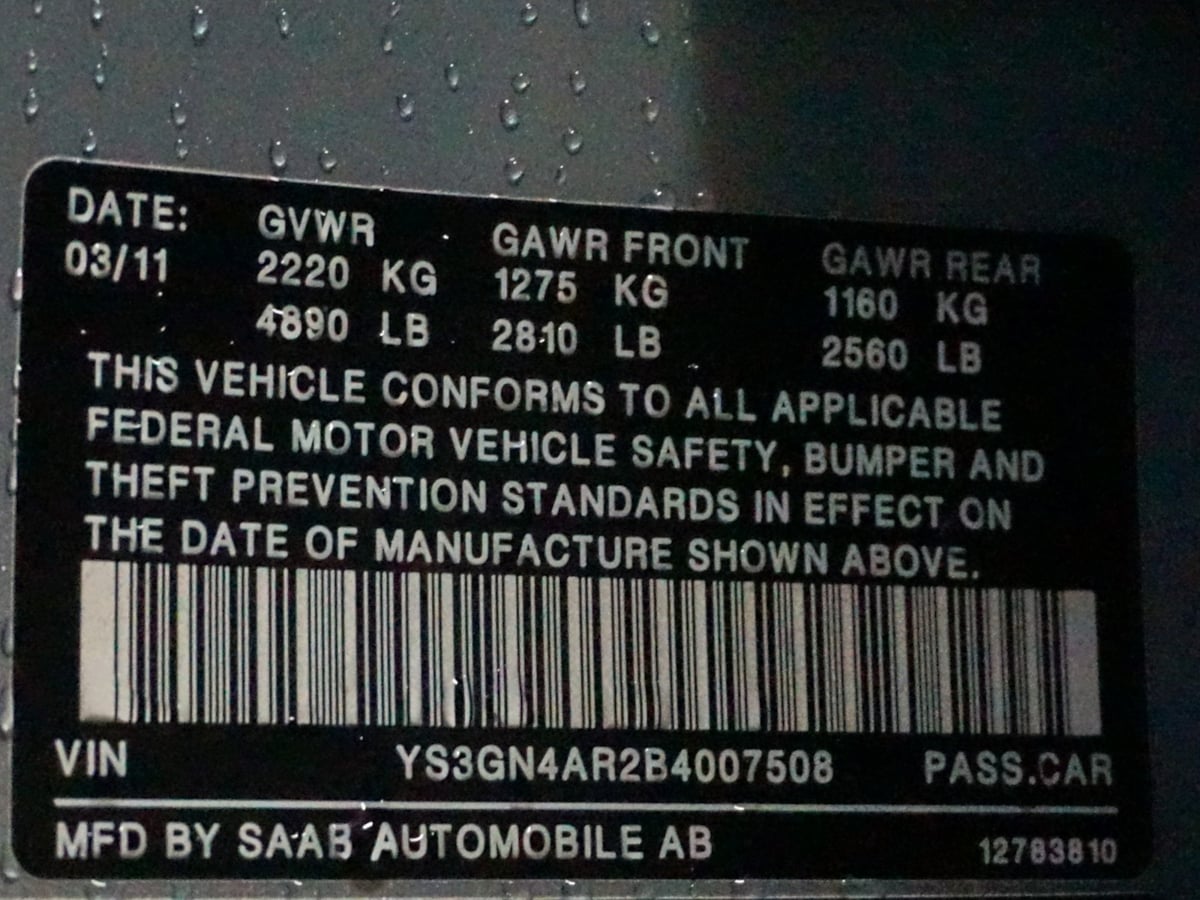 DATE: GVWR GAWR FRONT GAWR REAR
03/11 2220 KG 1275 KG 1160 KG
4890 LB 2810 LB 2560 LB
THIS VEHICLE CONFORMS TO ALL APPLICABLE
FEDERAL MOTOR VEHICLE SAFETY, BUMPER AND
THEFT PREVENTION STANDARDS IN EFFECT ON
THE DATE OF MANUFACTURE SHOWN ABOVE.
VIN YS3GN4AR2B4007508 PASS.CAR
MFD BY SAAB AUTOMOBILE AB 12783810